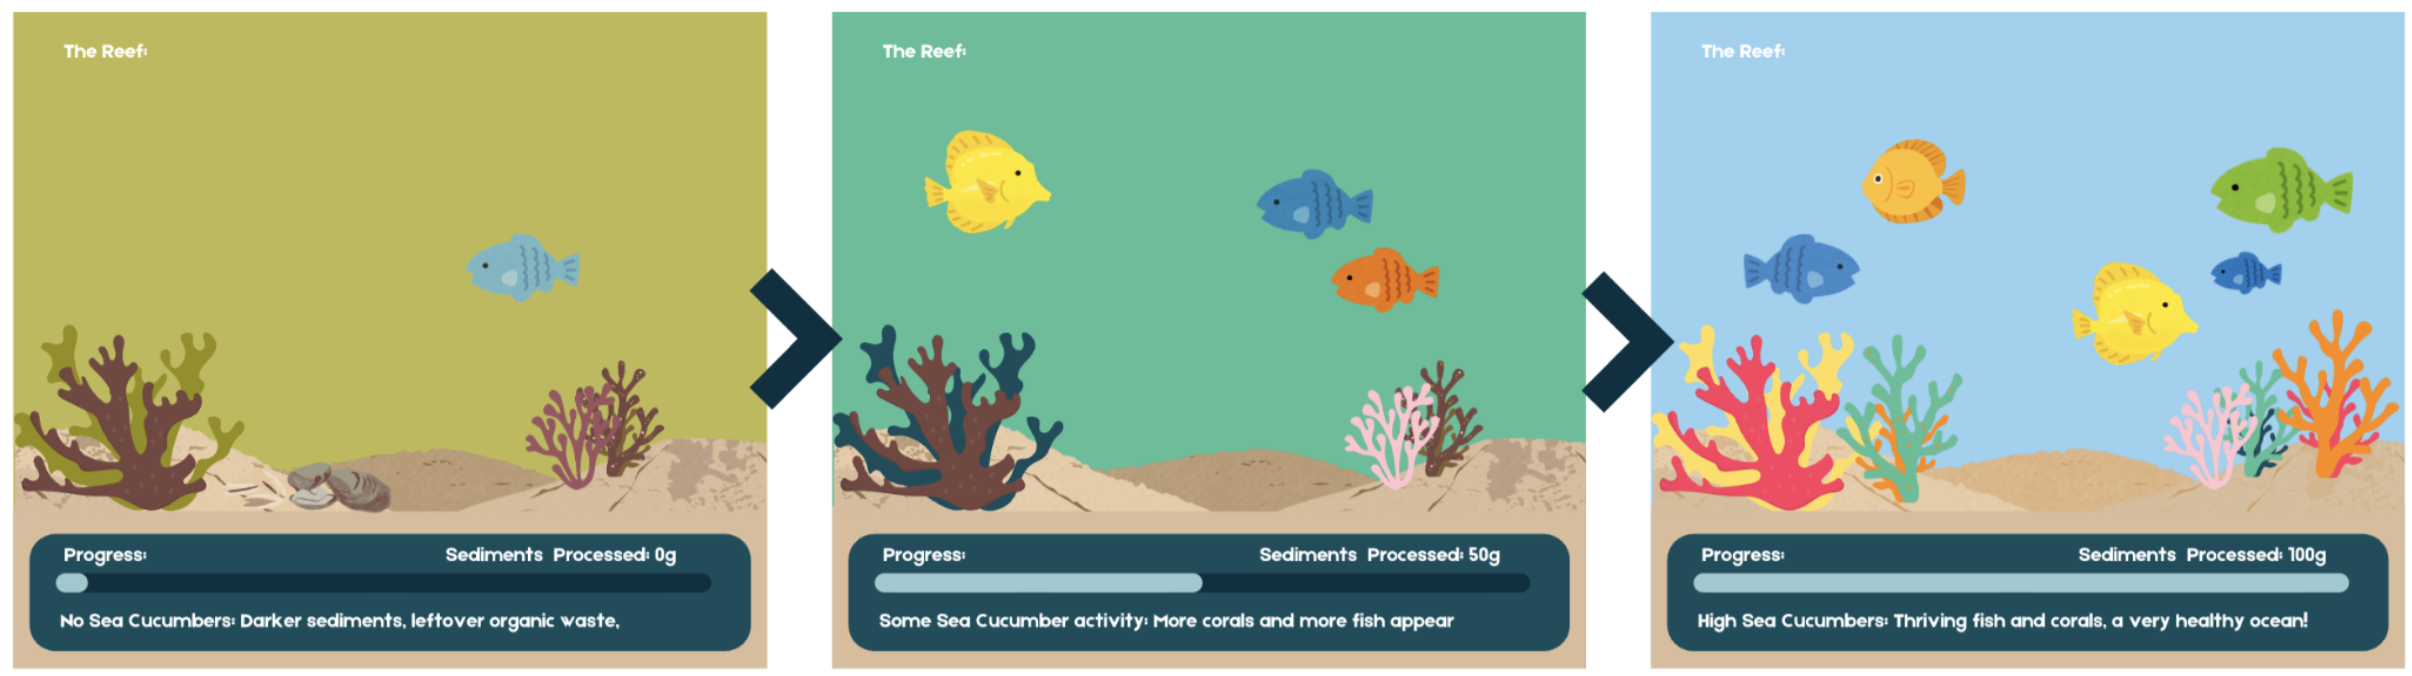 The Reef:
Progress:
Sediments Processed: 0g
No Sea Cucumbers: Darker sediments, leftover organic waste,
The Reef:
Progress:
Sediments Processed: 50g
Some Sea Cucumber activity: More corals and more fish appear
The Reef:
Progress:
Sediments Processed: 100g
High Sea Cucumbers: Thriving fish and corals, a very healthy ocean!